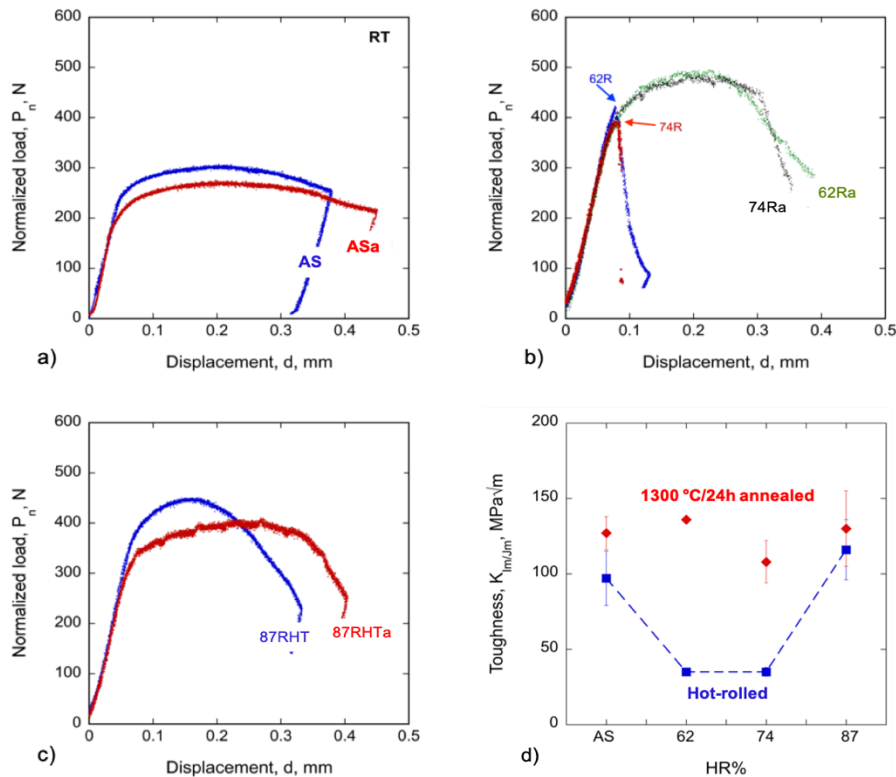 600
500
400
300
200
100
0
Normalized load, Pₙ, N
RT
AS
ASa
0
0.1
0.2
0.3
0.4
0.5
Displacement, d, mm
a)
600
500
400
300
200
100
0
Normalized load, Pₙ, N
62R
74R
74Ra
62Ra
0
0.1
0.2
0.3
0.4
0.5
Displacement, d, mm
b)
600
500
400
300
200
100
0
Normalized load, Pₙ, N
87RHT
87RHTa
0
0.1
0.2
0.3
0.4
0.5
Displacement, d, mm
c)
200
150
100
50
0
Toughness, K_Im/Jm, MPa√m
1300 °C/24h annealed
Hot-rolled
AS
62
74
87
HR%
d)